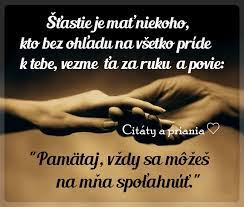 Šťastie je mať niekoho,
kto bez ohľadu na všetko príde
k tebe, vezme ťa za ruku a povie:
Citáty a priania ♡
"Pamätaj, vždy sa môžeš
na mňa spoľahnúť."